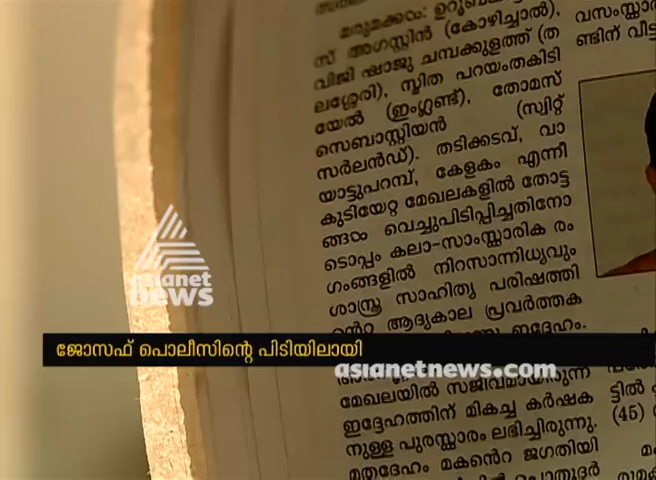 മരുമക്കൾ:
സ് അഗസ്റ്റിൻ (കോഴിച്ചാൽ),
വിജി ഷാജു ചമ്പക്കുളത്ത് (ത
ലശ്ശേരി), സ്മിത പറയംതകിടി
യേൽ (ഇംഗ്ലണ്ട്), തോമസ്
സെബാസ്റ്റിയൻ (സ്വിറ്റ്
സർലൻഡ്). തടിക്കടവ്, വാ
യാട്ടുപറമ്പ്, കേളകം എന്നീ
കുടിയേറ്റ മേഖലകളിൽ തോട്ട
ങ്ങൾ വെച്ചുപിടിപ്പിച്ചതിനോ
ടൊപ്പം കലാ-സാംസ്കാരിക രം
ഗങ്ങളിൽ നിറസാന്നിധ്യവും
ശാസ്ത്ര സാഹിത്യ പരിഷത്തി
ന്റെ ആദ്യകാല പ്രവർത്തക
ഇദ്ദേഹം.
മേഖലയിൽ സജീവമായിരുന്ന
ഇദ്ദേഹത്തിന് മികച്ച കർഷക
നുള്ള പുരസ്കാരം ലഭിച്ചിരുന്നു.
മൃതദേഹം മകന്റെ ജഗതിയി
വസംസ്കാ
ണ്ടിന് വീട്ട
ട്ടിൽ
(45)
asianet
news
ജോസഫ് പൊലീസിന്റെ പിടിയിലായി
asianetnews.com